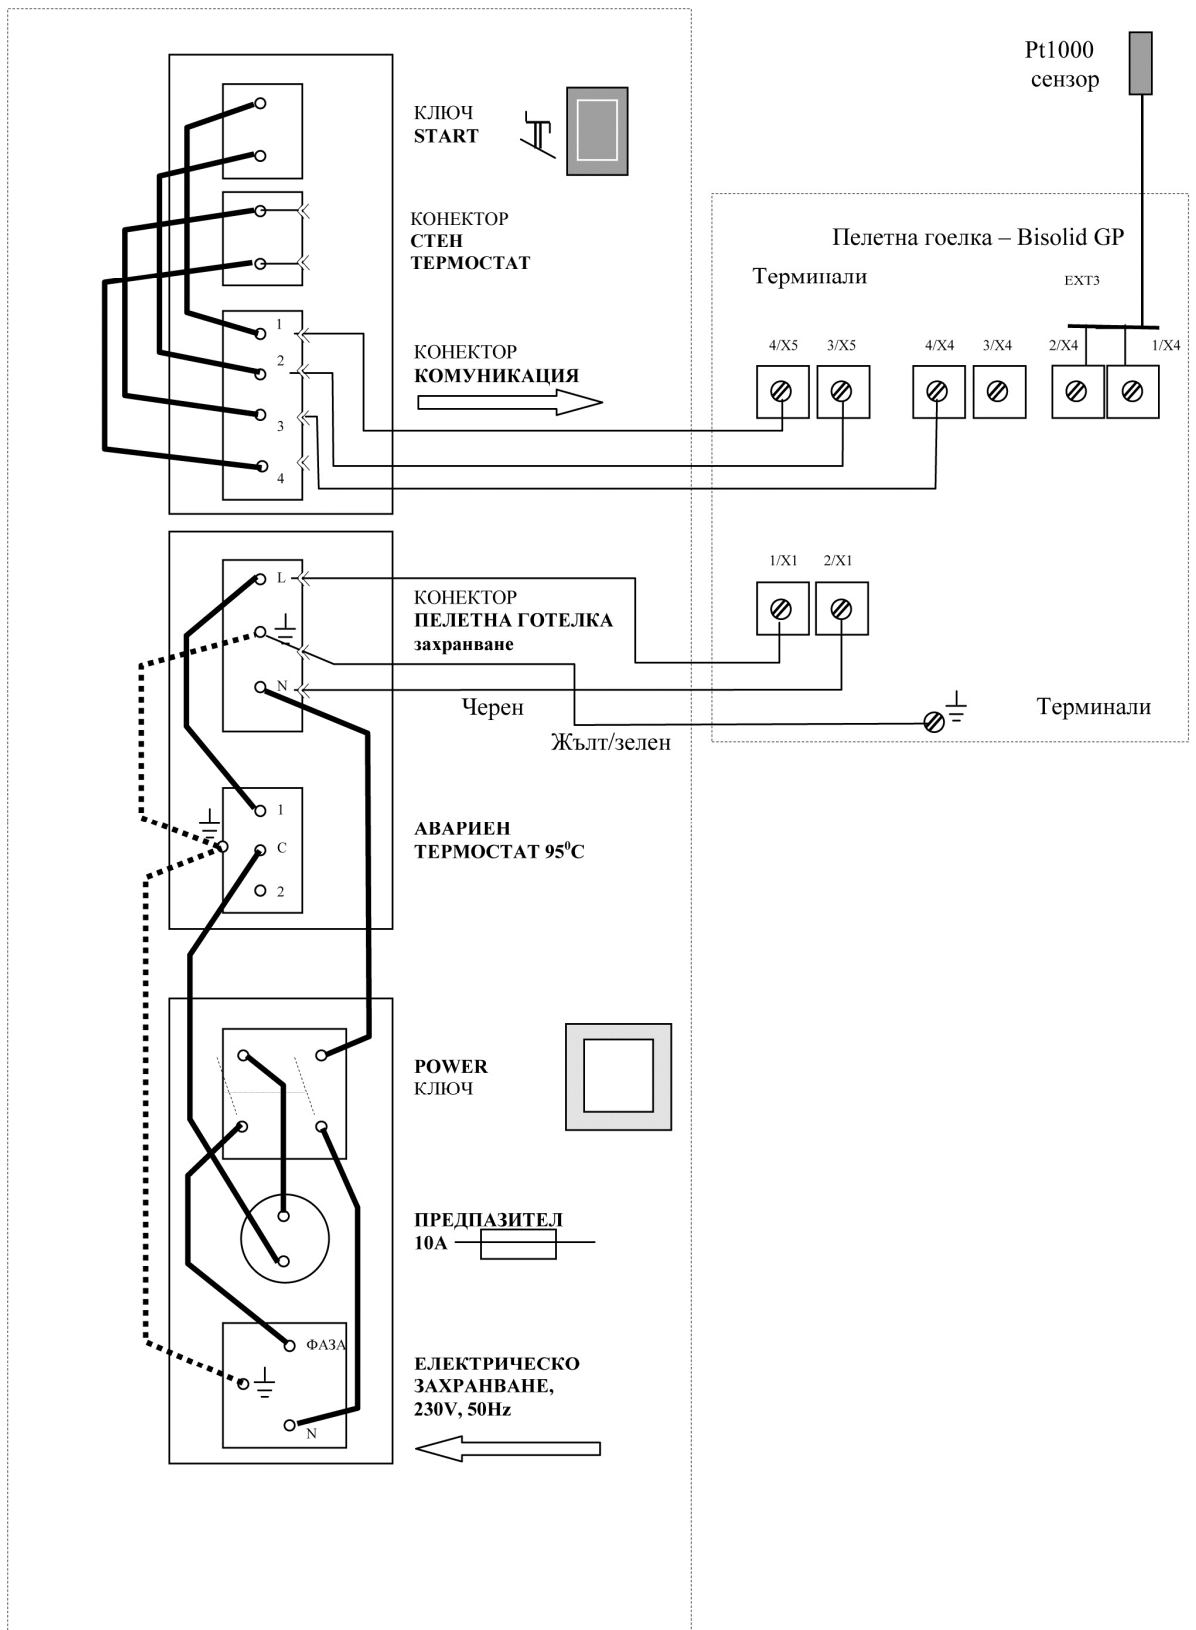 Pt1000
сензор
КЛЮЧ
START
КОНЕКТОР
СТЕН
ТЕРМОСТАТ
Пелетна гоелка – Bisolid GP
Терминали
EXT3
1
2
3
4
КОНЕКТОР
КОМУНИКАЦИЯ
4/X5
3/X5
4/X4
3/X4
2/X4
1/X4
L
N
КОНЕКТОР
ПЕЛЕТНА ГОТЕЛКА
захранване
1/X1
2/X1
Черен
Жълт/зелен
Терминали
1
C
2
АВАРИЕН
ТЕРМОСТАТ 95⁰C
POWER
КЛЮЧ
ПРЕДПАЗИТЕЛ
10A
ФАЗА
N
ЕЛЕКТРИЧЕСКО
ЗАХРАНВАНЕ,
230V, 50Hz